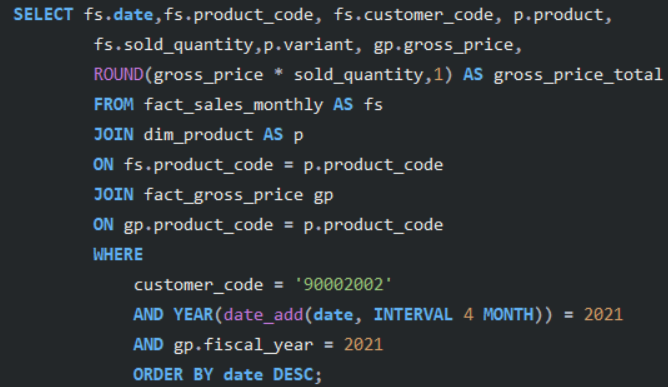 SELECT fs.date,fs.product_code, fs.customer_code, p.product,
fs.sold_quantity,p.variant, gp.gross_price,
ROUND(gross_price * sold_quantity,1) AS gross_price_total
FROM fact_sales_monthly AS fs
JOIN dim_product AS p
ON fs.product_code = p.product_code
JOIN fact_gross_price gp
ON gp.product_code = p.product_code
WHERE
customer_code = '90002002'
AND YEAR(date_add(date, INTERVAL 4 MONTH)) = 2021
AND gp.fiscal_year = 2021
ORDER BY date DESC;